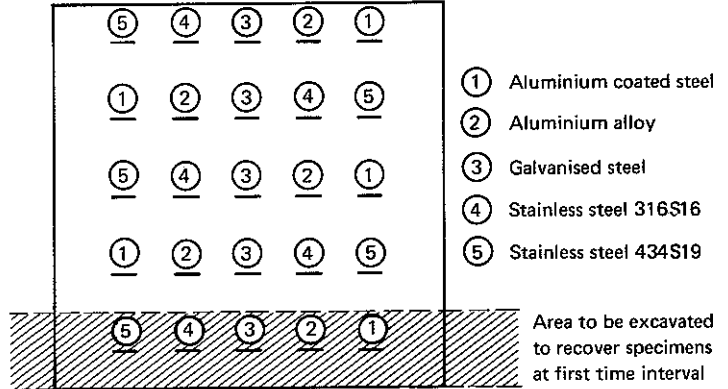 5 4 3 2 1
1 2 3 4 5
5 4 3 2 1
1 2 3 4 5
5 4 3 2 1
1 Aluminium coated steel
2 Aluminium alloy
3 Galvanised steel
4 Stainless steel 316S16
5 Stainless steel 434S19
Area to be excavated
to recover specimens
at first time interval